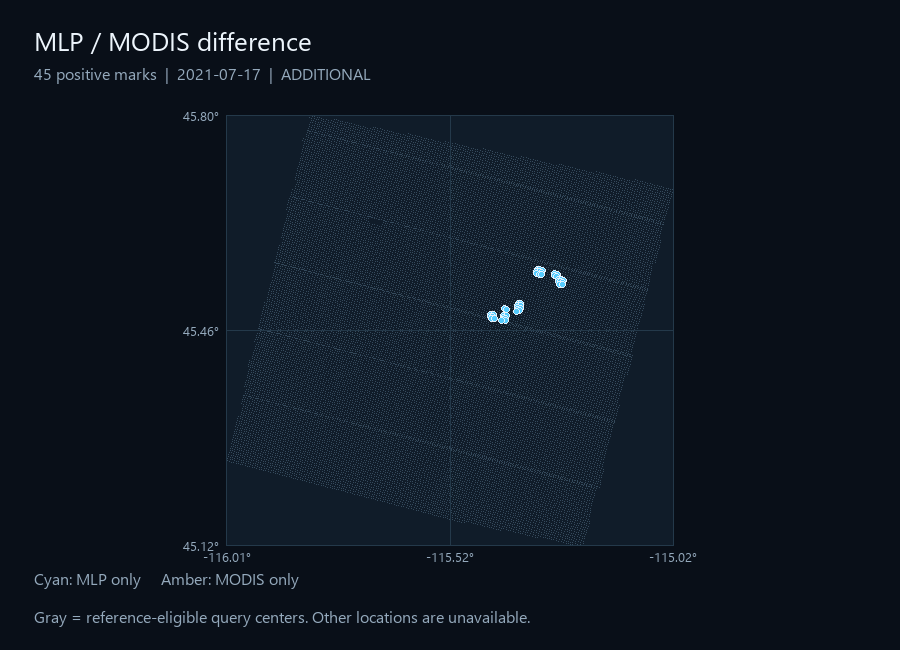 MLP / MODIS difference
45 positive marks | 2021-07-17 | ADDITIONAL
45.80°
45.46°
45.12°
-116.01° -115.52° -115.02°
Cyan: MLP only Amber: MODIS only
Gray = reference-eligible query centers. Other locations are unavailable.